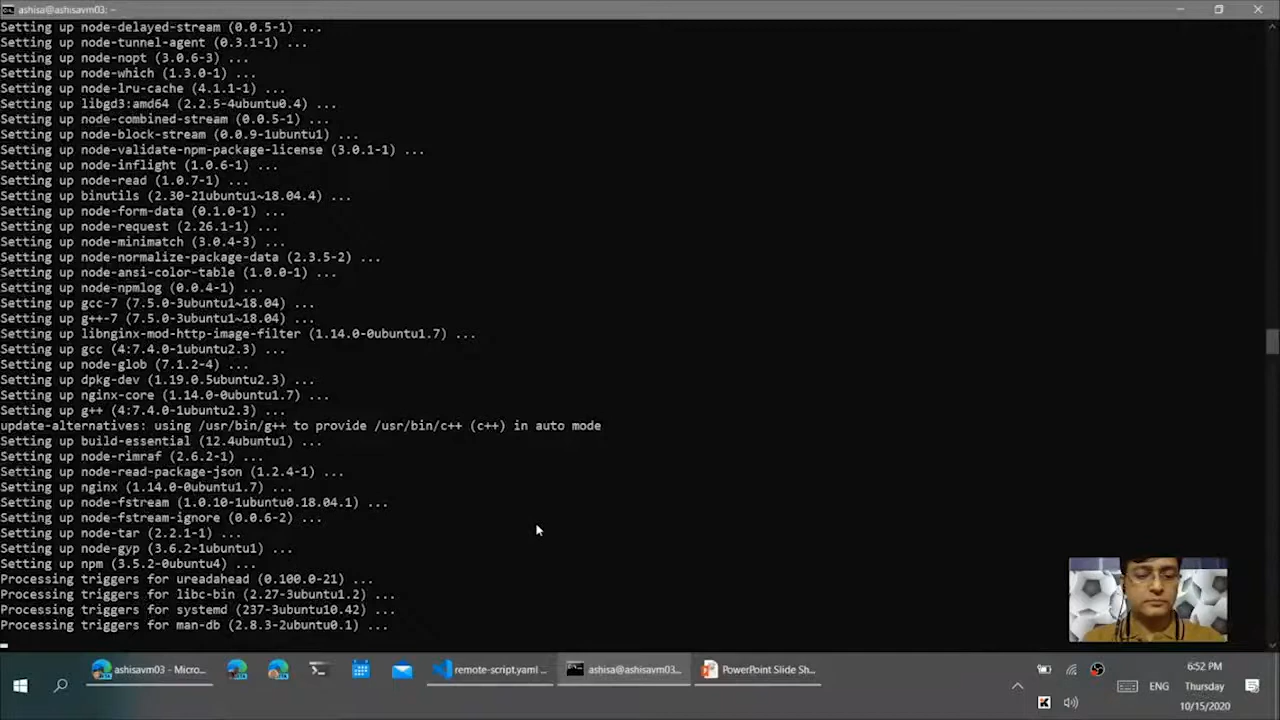 ashisa@ashisavm03: ~
Setting up node-delayed-stream (0.0.5-1) ...
Setting up node-tunnel-agent (0.3.1-1) ...
Setting up node-nopt (3.0.6-3) ...
Setting up node-which (1.3.0-1) ...
Setting up node-lru-cache (4.1.1-1) ...
Setting up libgd3:amd64 (2.2.5-4ubuntu0.4) ...
Setting up node-combined-stream (0.0.5-1) ...
Setting up node-block-stream (0.0.9-1ubuntu1) ...
Setting up node-validate-npm-package-license (3.0.1-1) ...
Setting up node-inflight (1.0.6-1) ...
Setting up node-read (1.0.7-1) ...
Setting up binutils (2.30-21ubuntu1~18.04.4) ...
Setting up node-form-data (0.1.0-1) ...
Setting up node-request (2.26.1-1) ...
Setting up node-minimatch (3.0.4-3) ...
Setting up node-normalize-package-data (2.3.5-2) ...
Setting up node-ansi-color-table (1.0.0-1) ...
Setting up node-npmlog (0.0.4-1) ...
Setting up gcc-7 (7.5.0-3ubuntu1~18.04) ...
Setting up g++-7 (7.5.0-3ubuntu1~18.04) ...
Setting up libnginx-mod-http-image-filter (1.14.0-0ubuntu1.7) ...
Setting up gcc (4:7.4.0-1ubuntu2.3) ...
Setting up node-glob (7.1.2-4) ...
Setting up dpkg-dev (1.19.0.5ubuntu2.3) ...
Setting up nginx-core (1.14.0-0ubuntu1.7) ...
Setting up g++ (4:7.4.0-1ubuntu2.3) ...
update-alternatives: using /usr/bin/g++ to provide /usr/bin/c++ (c++) in auto mode
Setting up build-essential (12.4ubuntu1) ...
Setting up node-rimraf (2.6.2-1) ...
Setting up node-read-package-json (1.2.4-1) ...
Setting up nginx (1.14.0-0ubuntu1.7) ...
Setting up node-fstream (1.0.10-1ubuntu0.18.04.1) ...
Setting up node-fstream-ignore (0.0.6-2) ...
Setting up node-tar (2.2.1-1) ...
Setting up node-gyp (3.6.2-1ubuntu1) ...
Setting up npm (3.5.2-0ubuntu4) ...
Processing triggers for ureadahead (0.100.0-21) ...
Processing triggers for libc-bin (2.27-3ubuntu1.2) ...
Processing triggers for systemd (237-3ubuntu10.42) ...
Processing triggers for man-db (2.8.3-2ubuntu0.1) ...
ashisavm03 - Micro...
remote-script.yaml ...
ashisa@ashisavm03...
PowerPoint Slide Sh...
6:52 PM
ENG
Thursday
10/15/2020